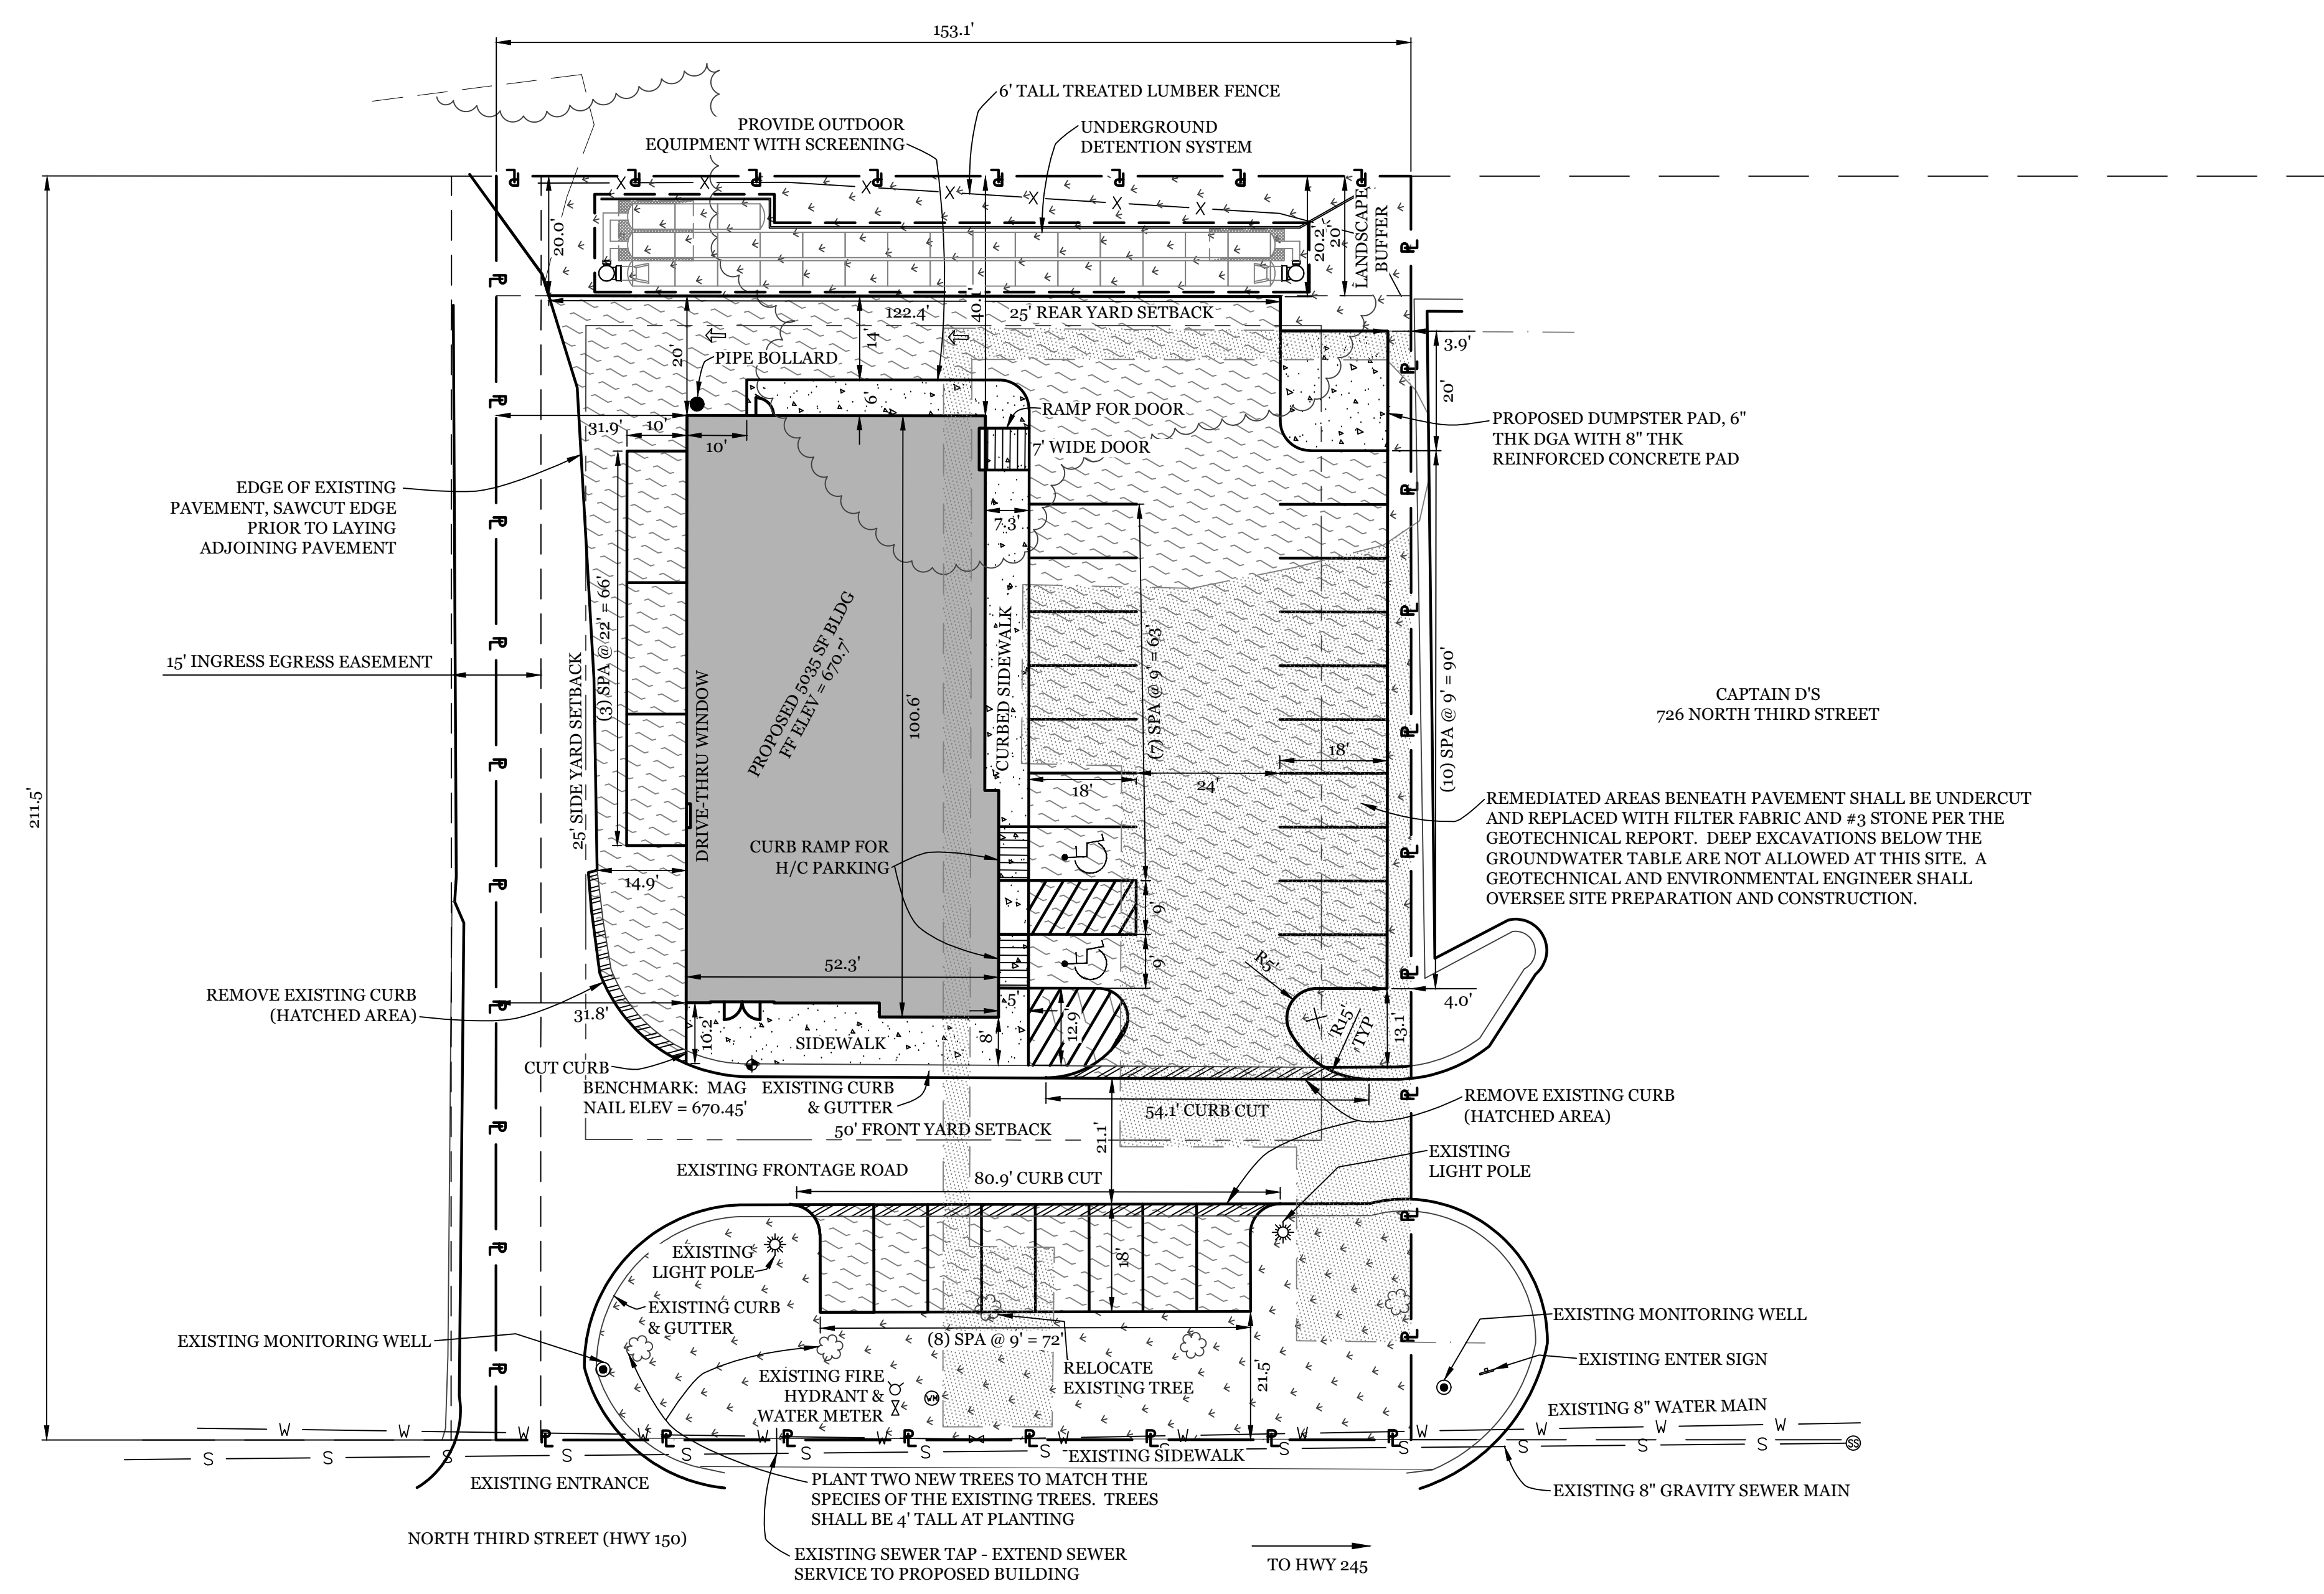 153.1'
6' TALL TREATED LUMBER FENCE
PROVIDE OUTDOOR
EQUIPMENT WITH SCREENING
UNDERGROUND
DETENTION SYSTEM
20.0'
20.2'
20'
LANDSCAPE
BUFFER
122.4'
25' REAR YARD SETBACK
20'
14'
PIPE BOLLARD
3.9'
20'
6'
RAMP FOR DOOR
7' WIDE DOOR
31.9'
10'
10'
PROPOSED DUMPSTER PAD, 6"
THK DGA WITH 8" THK
REINFORCED CONCRETE PAD
EDGE OF EXISTING
PAVEMENT, SAWCUT EDGE
PRIOR TO LAYING
ADJOINING PAVEMENT
7.3'
15' INGRESS EGRESS EASEMENT
25' SIDE YARD SETBACK
(3) SPA @ 22' = 66'
DRIVE-THRU WINDOW
PROPOSED 5035 SF BLDG
FF ELEV = 670.7'
100.6'
CURBED SIDEWALK
(7) SPA @ 9' = 63'
(10) SPA @ 9' = 90'
CAPTAIN D'S
726 NORTH THIRD STREET
211.5'
18'
18'
24'
REMEDIATED AREAS BENEATH PAVEMENT SHALL BE UNDERCUT
AND REPLACED WITH FILTER FABRIC AND #3 STONE PER THE
GEOTECHNICAL REPORT. DEEP EXCAVATIONS BELOW THE
GROUNDWATER TABLE ARE NOT ALLOWED AT THIS SITE. A
GEOTECHNICAL AND ENVIRONMENTAL ENGINEER SHALL
OVERSEE SITE PREPARATION AND CONSTRUCTION.
CURB RAMP FOR
H/C PARKING
14.9'
9'
9'
52.3'
R5'
REMOVE EXISTING CURB
(HATCHED AREA)
31.8'
10.2'
SIDEWALK
8'
5'
12.9'
R15'
TYP
13.1'
4.0'
CUT CURB
BENCHMARK: MAG
NAIL ELEV = 670.45'
EXISTING CURB
& GUTTER
54.1' CURB CUT
REMOVE EXISTING CURB
(HATCHED AREA)
50' FRONT YARD SETBACK
21.1'
EXISTING FRONTAGE ROAD
80.9' CURB CUT
EXISTING
LIGHT POLE
EXISTING
LIGHT POLE
18'
EXISTING CURB
& GUTTER
EXISTING MONITORING WELL
(8) SPA @ 9' = 72'
EXISTING MONITORING WELL
EXISTING ENTER SIGN
RELOCATE
EXISTING TREE
21.5'
EXISTING FIRE
HYDRANT &
WATER METER
WM
EXISTING 8" WATER MAIN
W W W W W W W W
S S S S S S S S S S S S
SS
EXISTING SIDEWALK
EXISTING ENTRANCE
PLANT TWO NEW TREES TO MATCH THE
SPECIES OF THE EXISTING TREES. TREES
SHALL BE 4' TALL AT PLANTING
EXISTING 8" GRAVITY SEWER MAIN
NORTH THIRD STREET (HWY 150)
EXISTING SEWER TAP - EXTEND SEWER
SERVICE TO PROPOSED BUILDING
TO HWY 245